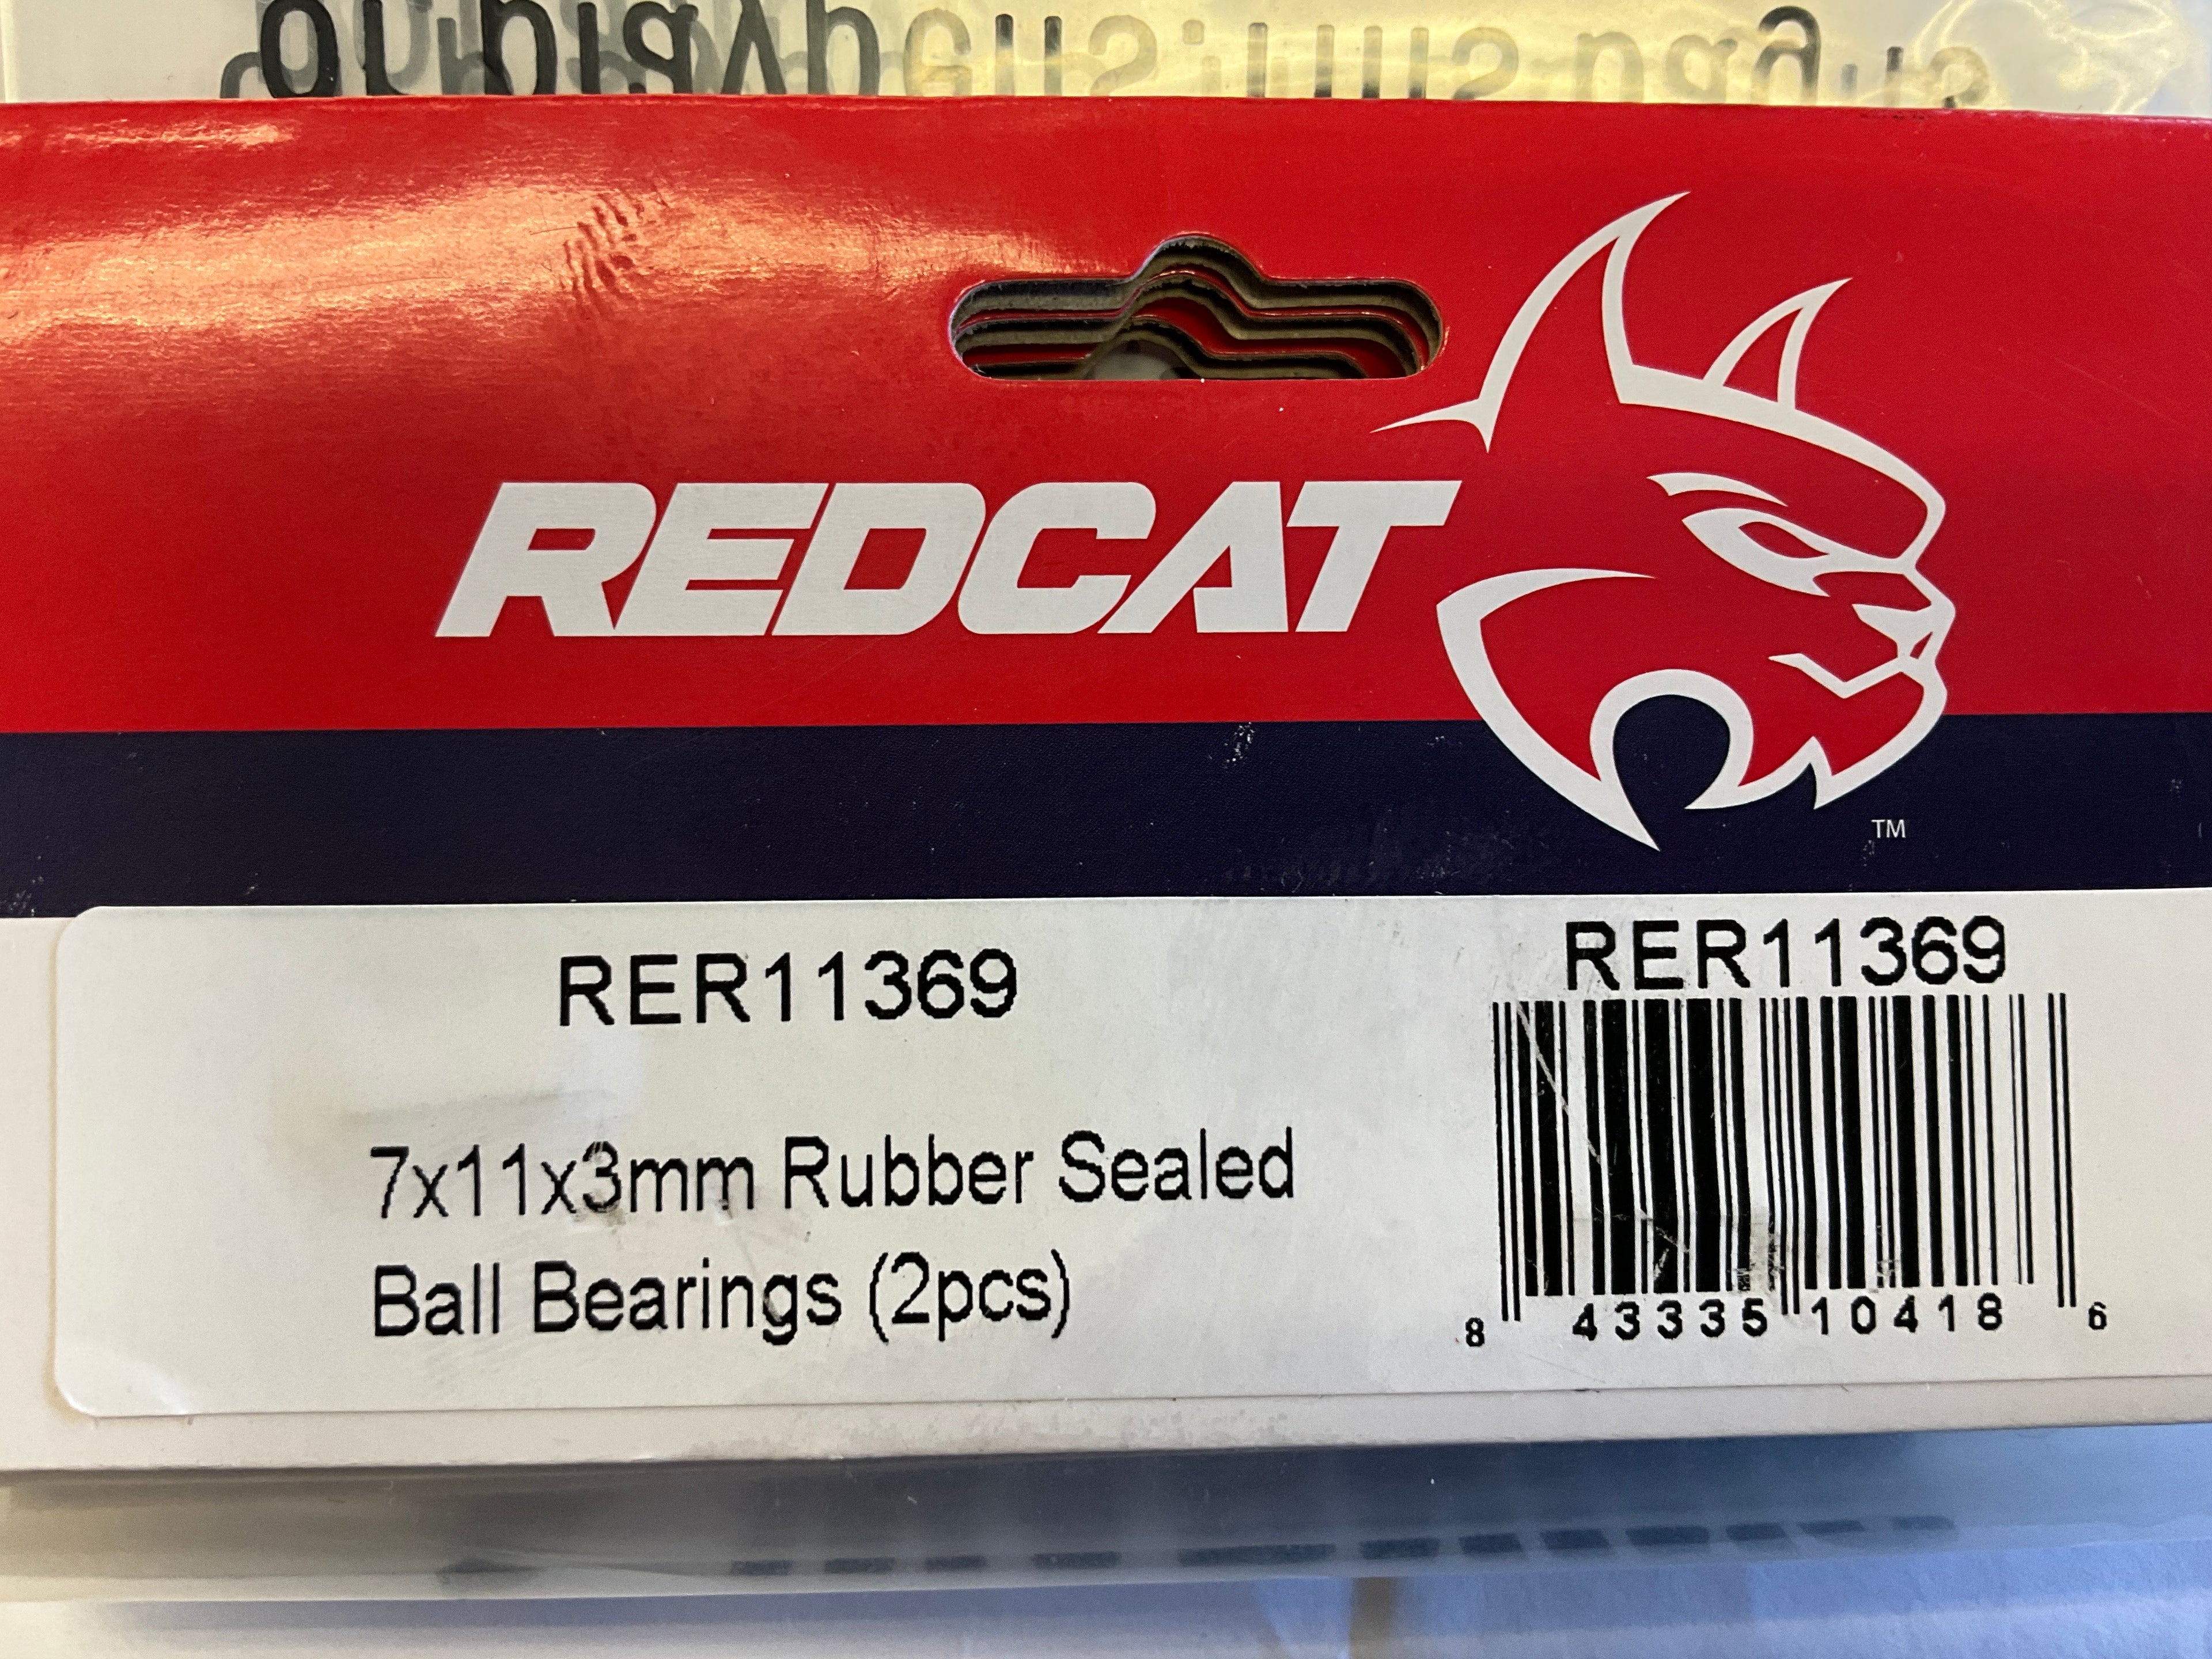 REDCAT
TM
RER11369
7x11x3mm Rubber Sealed
Ball Bearings (2pcs)
RER11369
8 43335 10418 6